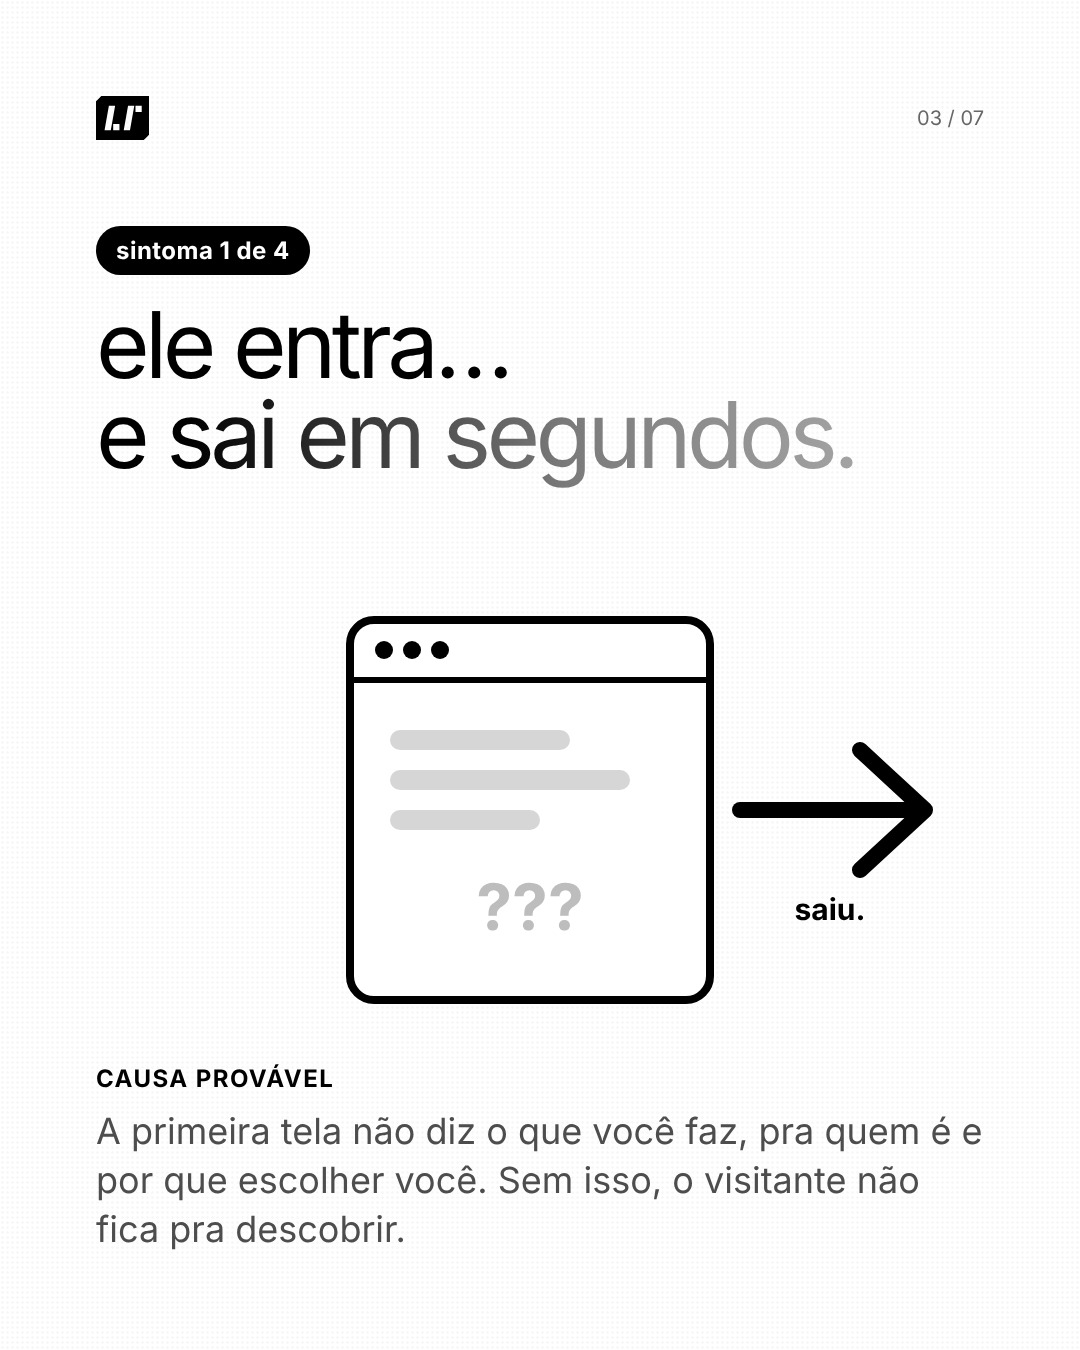 03 / 07
sintoma 1 de 4
ele entra...
e sai em segundos.
???
saiu.
CAUSA PROVÁVEL
A primeira tela não diz o que você faz, pra quem é e
por que escolher você. Sem isso, o visitante não
fica pra descobrir.